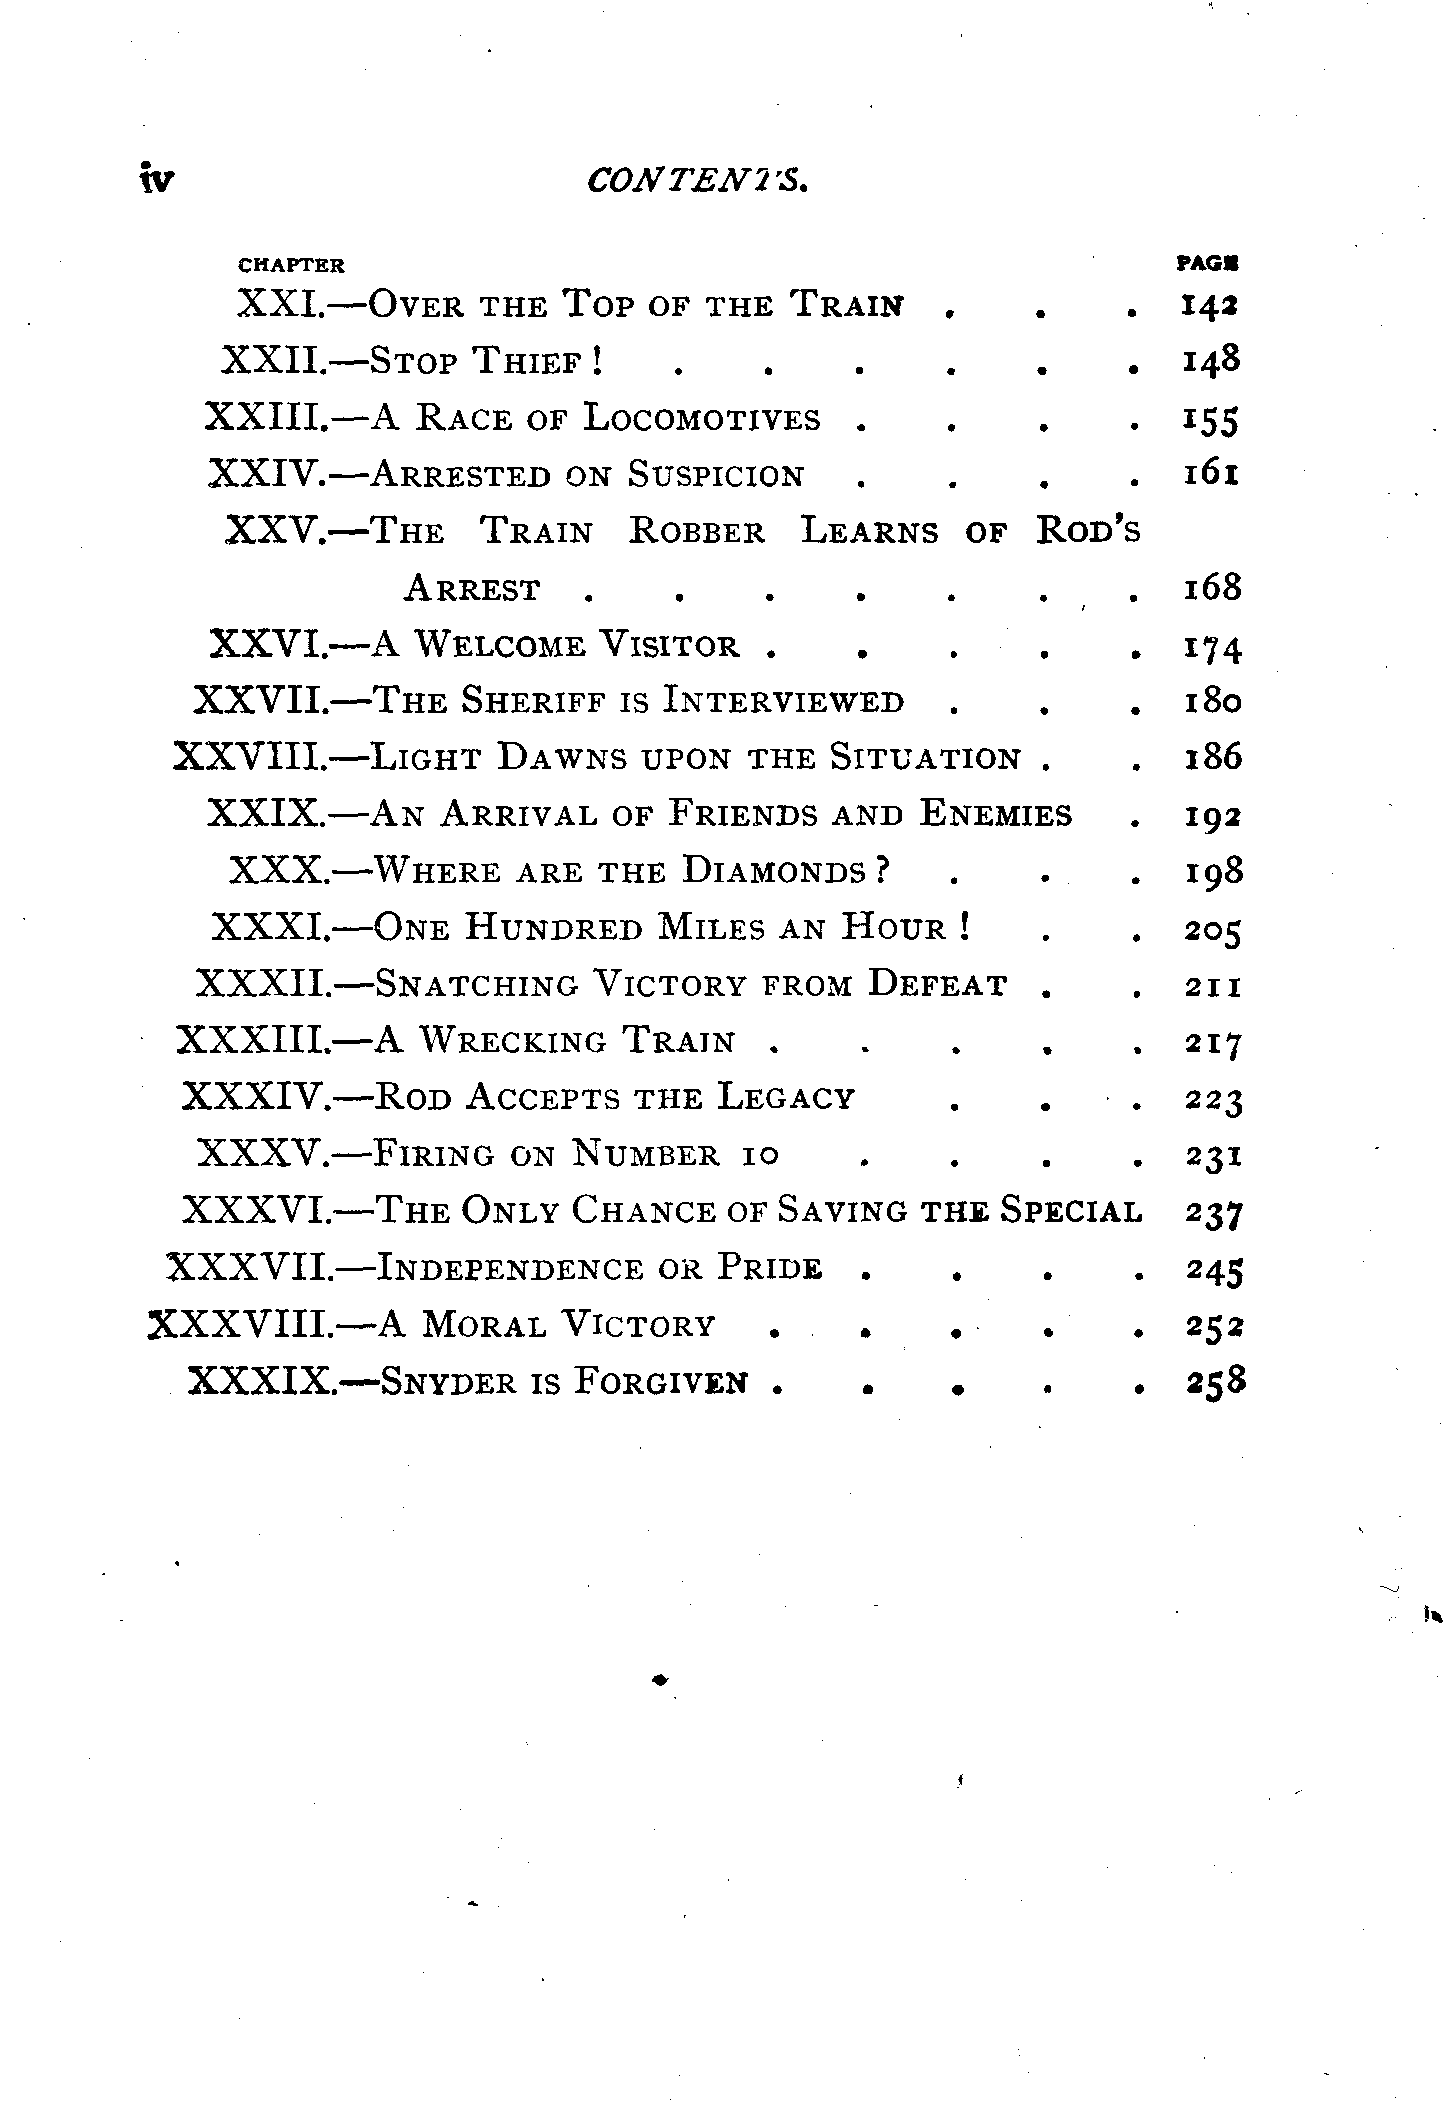 iv CONTENTS.
CHAPTER PAGE
XXI.—OVER THE TOP OF THE TRAIN . . . 142
XXII.—STOP THIEF! . . . . . . 148
XXIII.—A RACE OF LOCOMOTIVES . . . . 155
XXIV.—ARRESTED ON SUSPICION . . . . 161
XXV.—THE TRAIN ROBBER LEARNS OF ROD'S
ARREST . . . . . . . 168
XXVI.—A WELCOME VISITOR . . . . . 174
XXVII.—THE SHERIFF IS INTERVIEWED . . . 180
XXVIII.—LIGHT DAWNS UPON THE SITUATION . . 186
XXIX.—AN ARRIVAL OF FRIENDS AND ENEMIES . 192
XXX.—WHERE ARE THE DIAMONDS? . . . 198
XXXI.—ONE HUNDRED MILES AN HOUR! . . 205
XXXII.—SNATCHING VICTORY FROM DEFEAT . . 211
XXXIII.—A WRECKING TRAIN . . . . . 217
XXXIV.—ROD ACCEPTS THE LEGACY . . . 223
XXXV.—FIRING ON NUMBER 10 . . . . 231
XXXVI.—THE ONLY CHANCE OF SAVING THE SPECIAL 237
XXXVII.—INDEPENDENCE OR PRIDE . . . . 245
XXXVIII.—A MORAL VICTORY . . . . . 252
XXXIX.—SNYDER IS FORGIVEN . . . . . 258